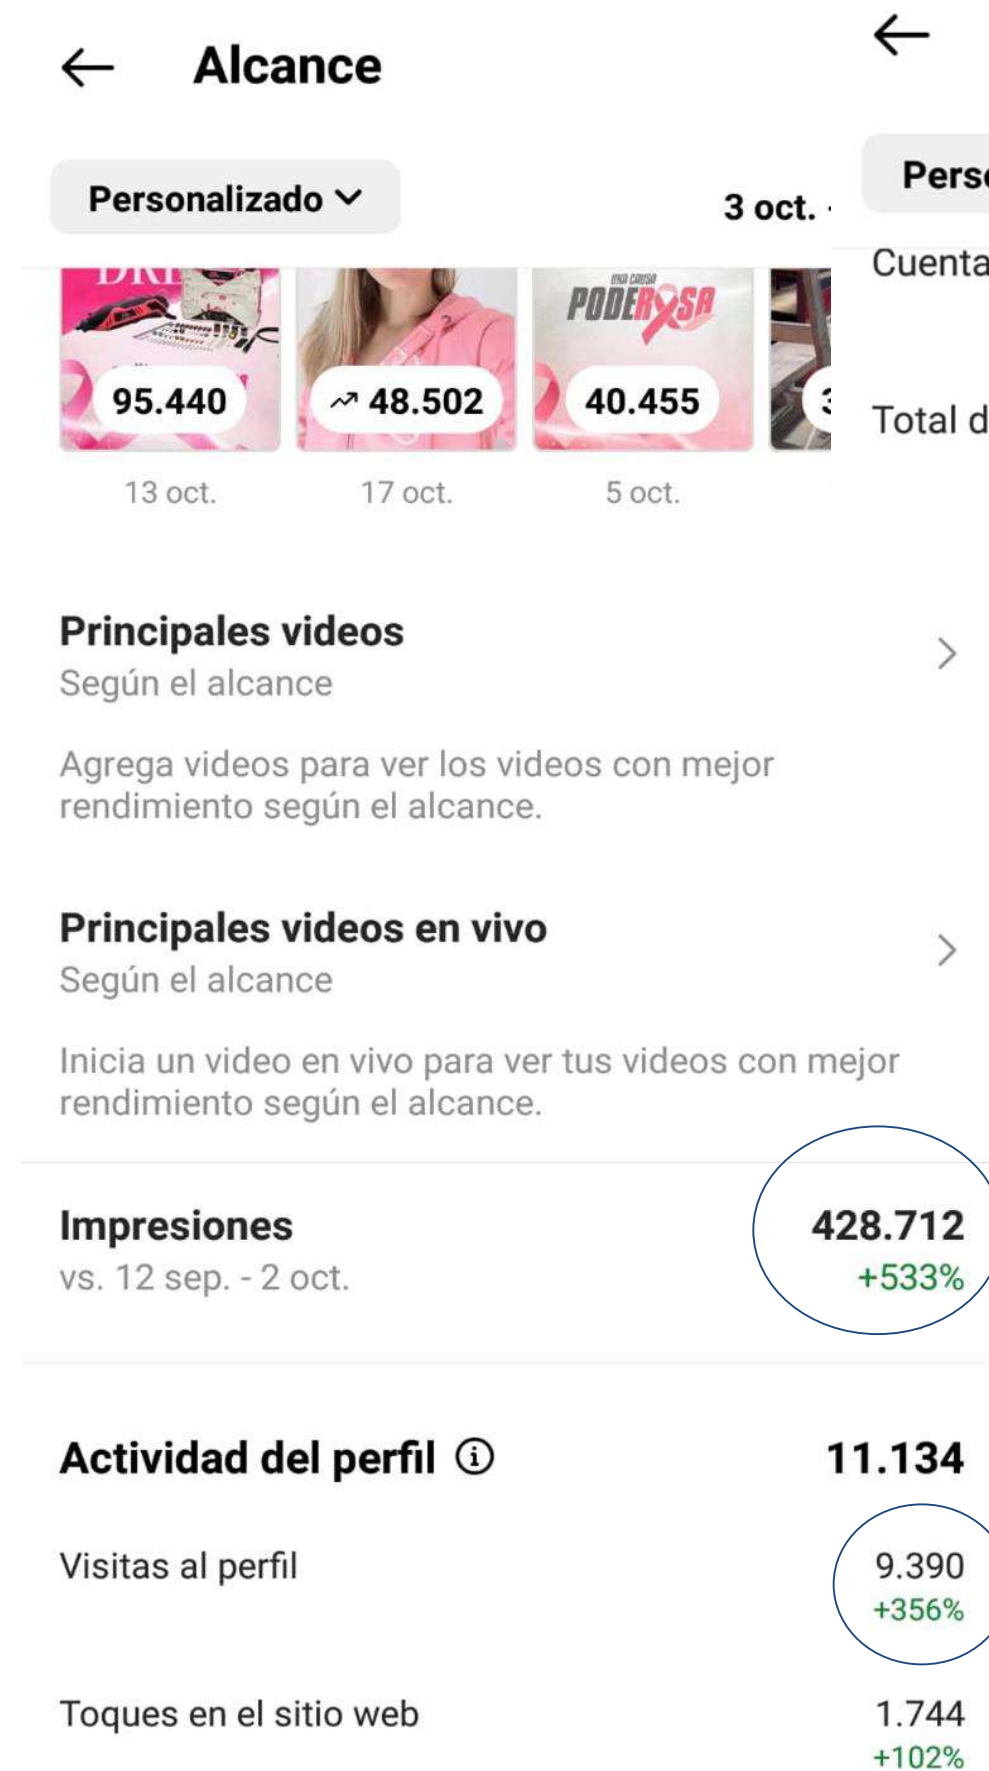 Alcance
Personalizado
3 oct.
DRE
UNA CAUSA
PODEROSA
95.440
48.502
40.455
13 oct.
17 oct.
5 oct.
Principales videos
Según el alcance
Agrega videos para ver los videos con mejor
rendimiento según el alcance.
Principales videos en vivo
Según el alcance
Inicia un video en vivo para ver tus videos con mejor
rendimiento según el alcance.
Impresiones
428.712
vs. 12 sep. - 2 oct.
+533%
Actividad del perfil
11.134
Visitas al perfil
9.390
+356%
Toques en el sitio web
1.744
+102%
Perso
Cuenta
Total d